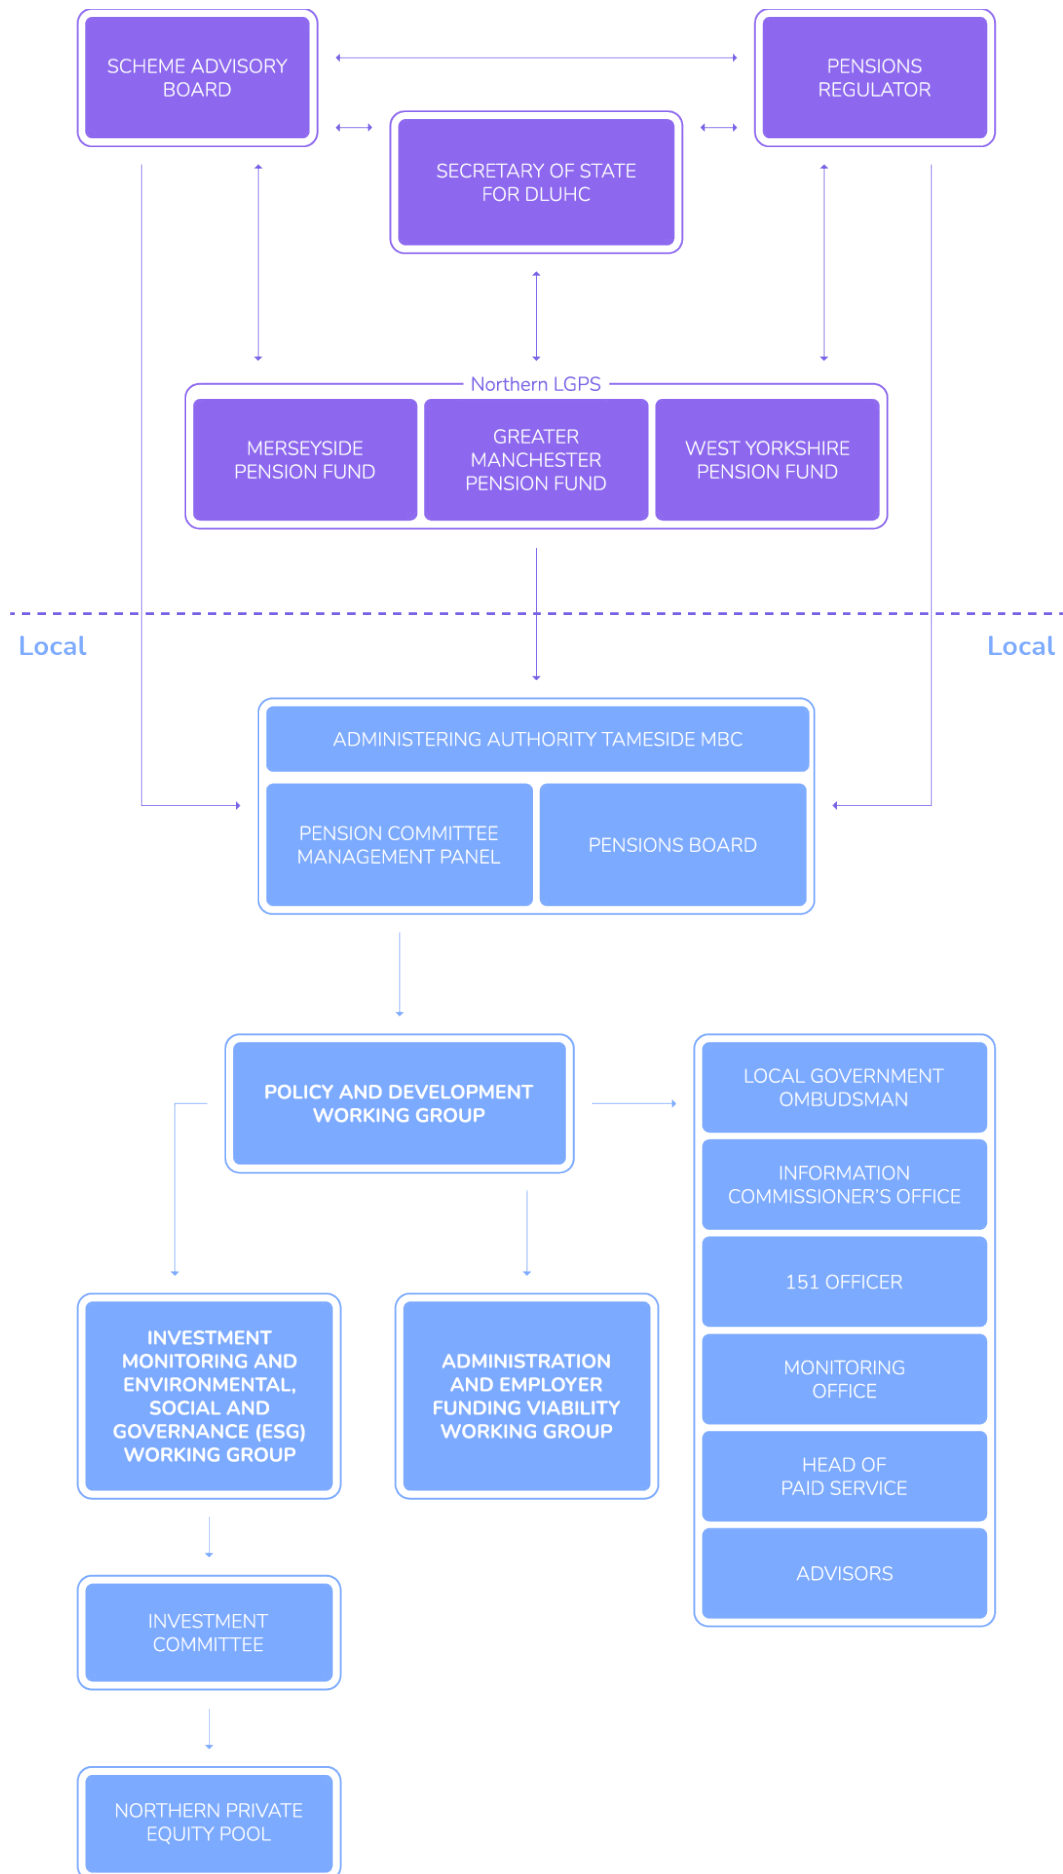 SCHEME ADVISORY
BOARD
PENSIONS
REGULATOR
SECRETARY OF STATE
FOR DLUHC
Northern LGPS
MERSEYSIDE
PENSION FUND
GREATER
MANCHESTER
PENSION FUND
WEST YORKSHIRE
PENSION FUND
Local
Local
ADMINISTERING AUTHORITY TAMESIDE MBC
PENSION COMMITTEE
MANAGEMENT PANEL
PENSIONS BOARD
POLICY AND DEVELOPMENT
WORKING GROUP
LOCAL GOVERNMENT
OMBUDSMAN
INFORMATION
COMMISSIONER’S OFFICE
151 OFFICER
MONITORING
OFFICE
HEAD OF
PAID SERVICE
ADVISORS
INVESTMENT
MONITORING AND
ENVIRONMENTAL,
SOCIAL AND
GOVERNANCE (ESG)
WORKING GROUP
ADMINISTRATION
AND EMPLOYER
FUNDING VIABILITY
WORKING GROUP
INVESTMENT
COMMITTEE
NORTHERN PRIVATE
EQUITY POOL